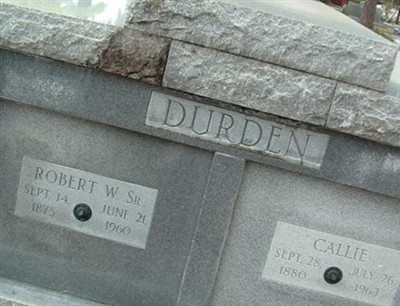 DURDEN
ROBERT W. SR
SEPT. 14 JUNE 21
1875 1960
CALLIE
SEPT. 28 JULY 26
1880 1963